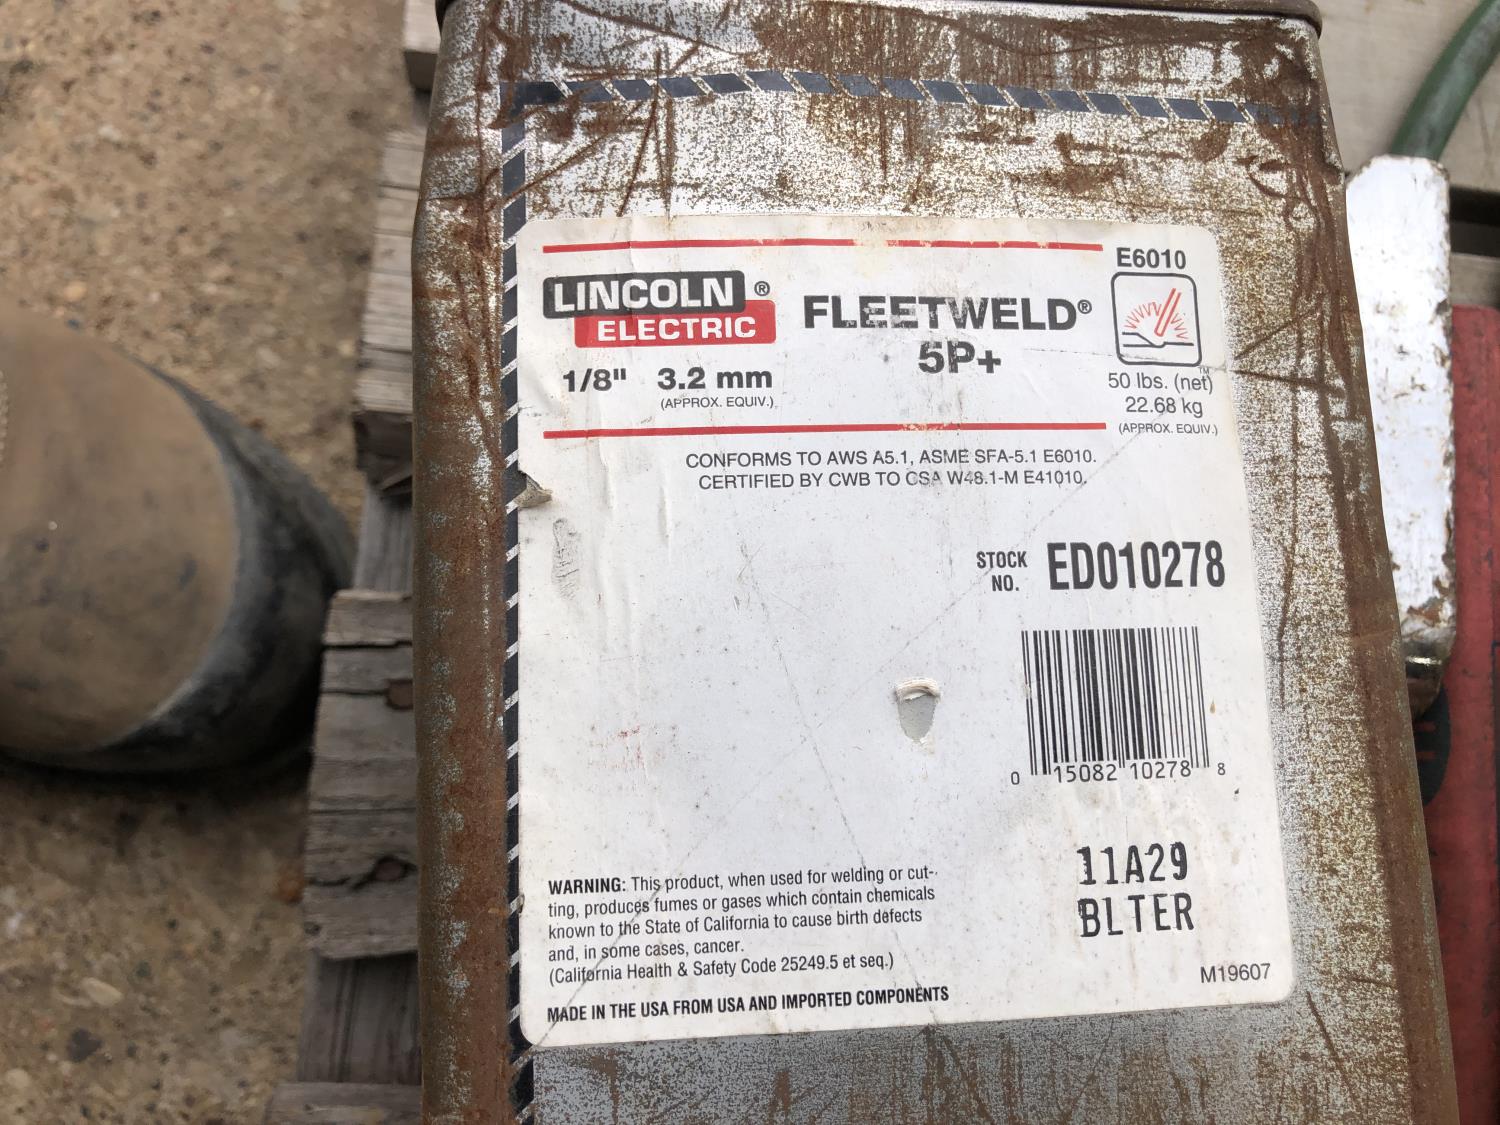 E6010
LINCOLN ®
ELECTRIC
FLEETWELD®
5P+
1/8" 3.2 mm
(APPROX. EQUIV.)
TM
50 lbs. (net)
22.68 kg
(APPROX. EQUIV.)
CONFORMS TO AWS A5.1, ASME SFA-5.1 E6010.
CERTIFIED BY CWB TO CSA W48.1-M E41010.
STOCK NO. ED010278
0 15082 10278 8
11A29
BLTER
WARNING: This product, when used for welding or cut-
ting, produces fumes or gases which contain chemicals
known to the State of California to cause birth defects
and, in some cases, cancer.
(California Health & Safety Code 25249.5 et seq.)
MADE IN THE USA FROM USA AND IMPORTED COMPONENTS
M19607